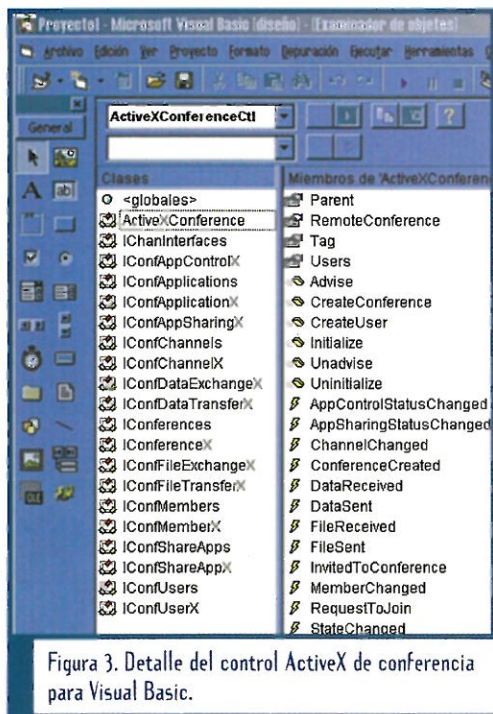 Proyecto1 - Microsoft Visual Basic [diseño] - [Examinador de objetos]
Archivo Edición Ver Proyecto Formato Depuración Ejecutar Herramientas
General
ActiveXConferenceCtl
Clases
<globales>
ActiveXConference
IChanInterfaces
IConfAppControlX
IConfApplications
IConfApplicationX
IConfAppSharingX
IConfChannels
IConfChannelX
IConfDataExchangeX
IConfDataTransferX
IConferences
IConferenceX
IConfFileExchangeX
IConfFileTransferX
IConfMembers
IConfMemberX
IConfShareApps
IConfShareAppX
IConfUsers
IConfUserX
Miembros de 'ActiveXConferen
Parent
RemoteConference
Tag
Users
Advise
CreateConference
CreateUser
Initialize
Unadvise
Uninitialize
AppControlStatusChanged
AppSharingStatusChanged
ChannelChanged
ConferenceCreated
DataReceived
DataSent
FileReceived
FileSent
InvitedToConference
MemberChanged
RequestToJoin
StateChanged
OLE
Figura 3. Detalle del control ActiveX de conferencia
para Visual Basic.